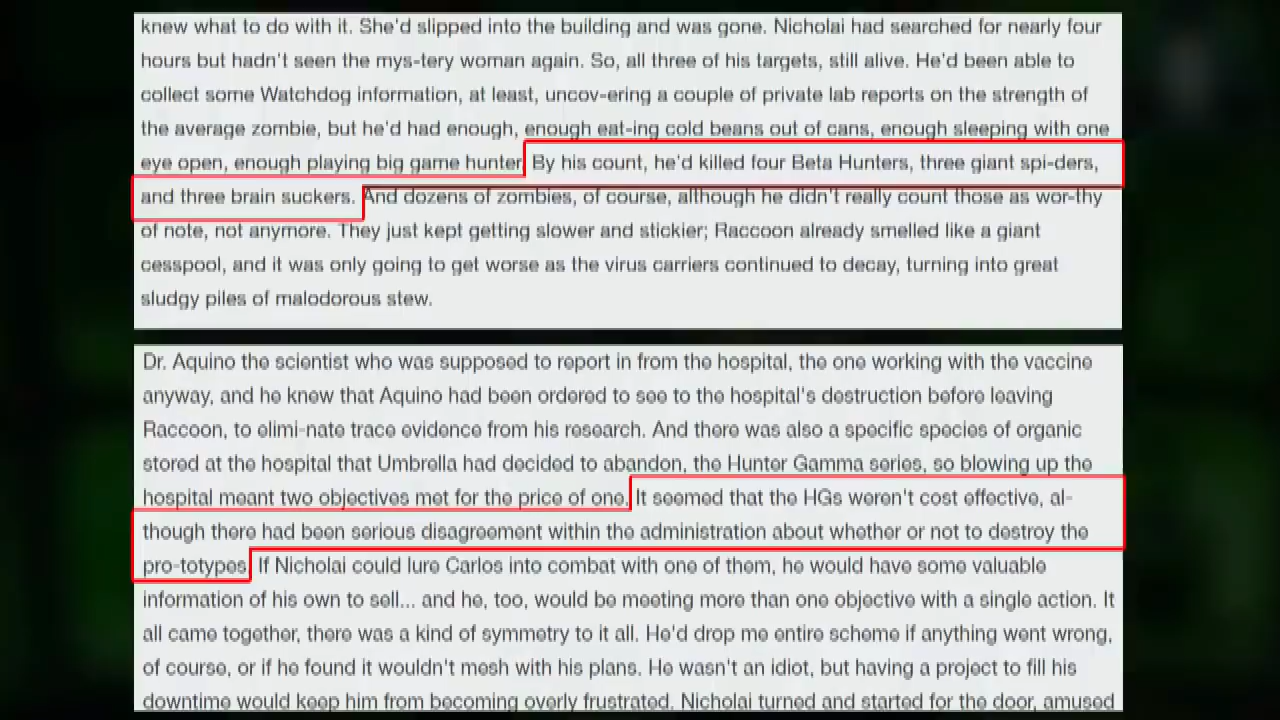 knew what to do with it. She'd slipped into the building and was gone. Nicholai had searched for nearly four
hours but hadn't seen the mys-tery woman again. So, all three of his targets, still alive. He'd been able to
collect some Watchdog information, at least, uncov-ering a couple of private lab reports on the strength of
the average zombie, but he'd had enough, enough eat-ing cold beans out of cans, enough sleeping with one
eye open, enough playing big game hunter. By his count, he'd killed four Beta Hunters, three giant spi-ders,
and three brain suckers. And dozens of zombies, of course, although he didn't really count those as wor-thy
of note, not anymore. They just kept getting slower and stickier; Raccoon already smelled like a giant
cesspool, and it was only going to get worse as the virus carriers continued to decay, turning into great
sludgy piles of malodorous stew.
Dr. Aquino the scientist who was supposed to report in from the hospital, the one working with the vaccine
anyway, and he knew that Aquino had been ordered to see to the hospital's destruction before leaving
Raccoon, to elimi-nate trace evidence from his research. And there was also a specific species of organic
stored at the hospital that Umbrella had decided to abandon, the Hunter Gamma series, so blowing up the
hospital meant two objectives met for the price of one. It seemed that the HGs weren't cost effective, al-
though there had been serious disagreement within the administration about whether or not to destroy the
pro-totypes. If Nicholai could lure Carlos into combat with one of them, he would have some valuable
information of his own to sell... and he, too, would be meeting more than one objective with a single action. It
all came together, there was a kind of symmetry to it all. He'd drop me entire scheme if anything went wrong,
of course, or if he found it wouldn't mesh with his plans. He wasn't an idiot, but having a project to fill his
downtime would keep him from becoming overly frustrated. Nicholai turned and started for the door, amused